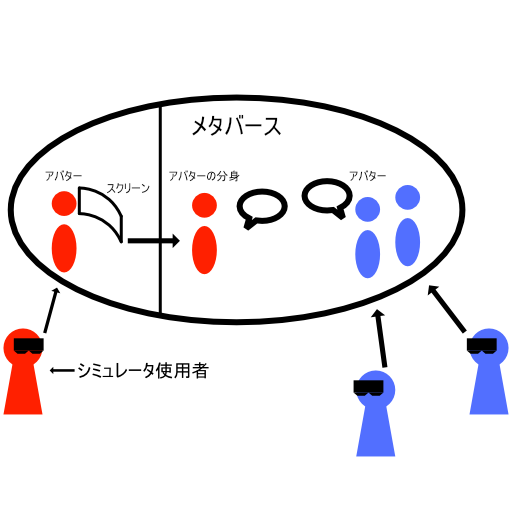 メタバース
アバター
スクリーン
アバターの分身
アバター
シミュレータ使用者